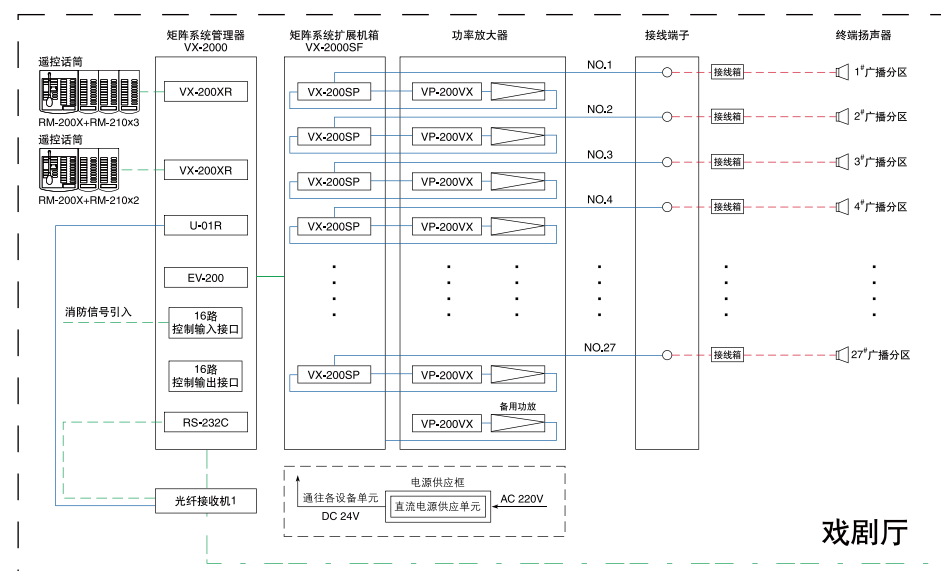 矩阵系统管理器
VX-2000
矩阵系统扩展机箱
VX-2000SF
功率放大器
接线端子
终端扬声器
遥控话筒
RM-200X+RM-210x3
遥控话筒
RM-200X+RM-210x2
VX-200XR
VX-200XR
U-01R
EV-200
消防信号引入
16路
控制输入接口
16路
控制输出接口
RS-232C
光纤接收机1
VX-200SP
VP-200VX
NO.1
接线箱
1#广播分区
VX-200SP
VP-200VX
NO.2
接线箱
2#广播分区
VX-200SP
VP-200VX
NO.3
接线箱
3#广播分区
VX-200SP
VP-200VX
NO.4
接线箱
4#广播分区
VX-200SP
VP-200VX
NO.27
接线箱
27#广播分区
备用功放
VP-200VX
电源供应框
通往各设备单元
DC 24V
直流电源供应单元
AC 220V
戏剧厅